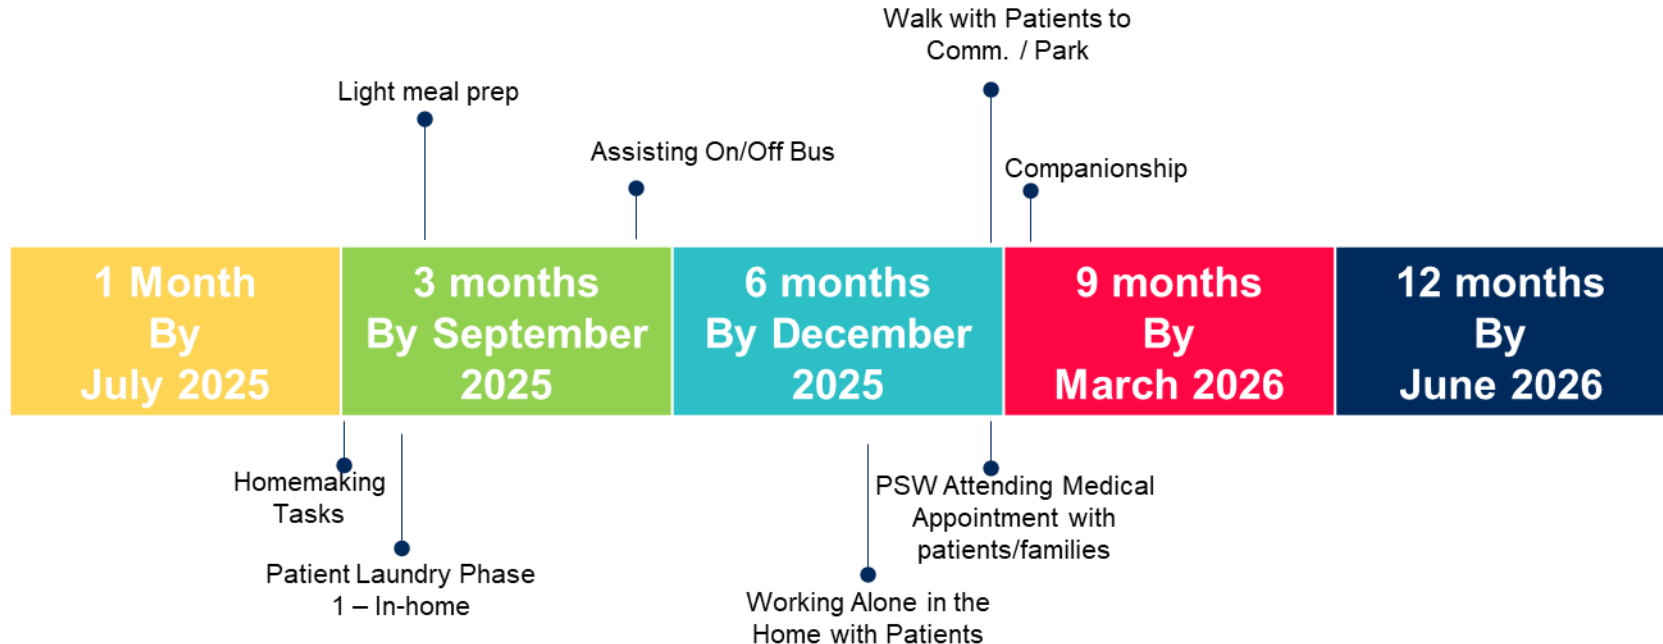 Walk with Patients to
Comm. / Park
Light meal prep
Assisting On/Off Bus
Companionship
1 Month
By
July 2025
3 months
By September
2025
6 months
By December
2025
9 months
By
March 2026
12 months
By
June 2026
Homemaking
Tasks
PSW Attending Medical
Appointment with
patients/families
Patient Laundry Phase
1 – In-home
Working Alone in the
Home with Patients